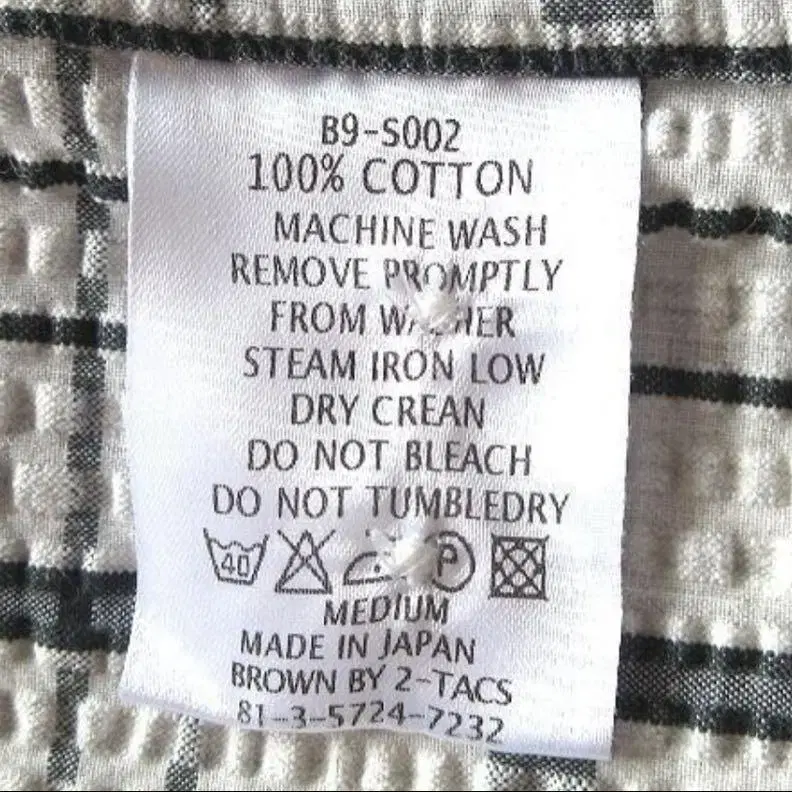 B9-S002
100% COTTON
MACHINE WASH
REMOVE PROMPTLY
FROM WASHER
STEAM IRON LOW
DRY CREAN
DO NOT BLEACH
DO NOT TUMBLEDRY
40 P
MEDIUM
MADE IN JAPAN
BROWN BY 2-TACS
81-3-5724-7232